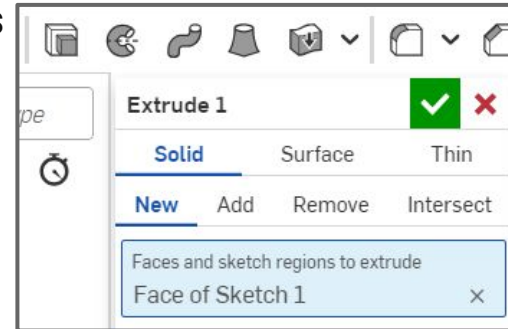 s
pe
Extrude 1
Solid Surface Thin
New Add Remove Intersect
Faces and sketch regions to extrude
Face of Sketch 1